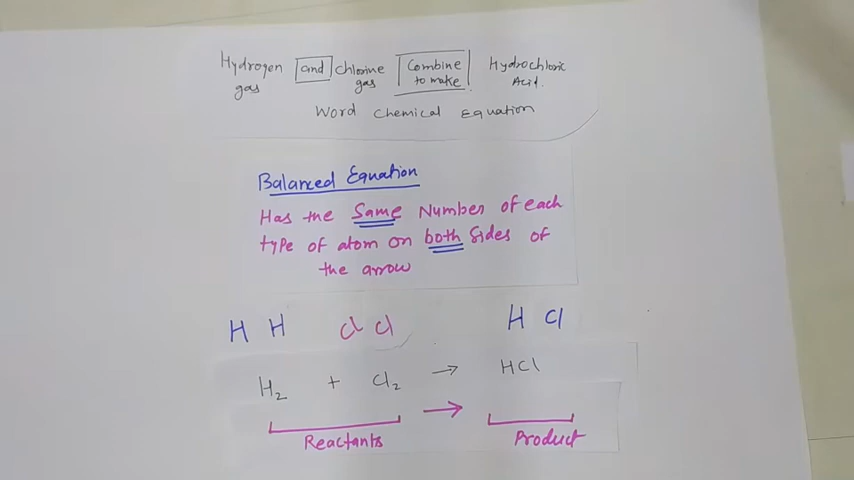 Hydrogen gas and Chlorine gas Combine to make Hydrochloric Acid.
Word Chemical Equation
Balanced Equation
Has the Same Number of each
type of atom on both sides of
the arrow
H H Cl Cl H Cl
H₂ + Cl₂ → HCl
Reactants → Product